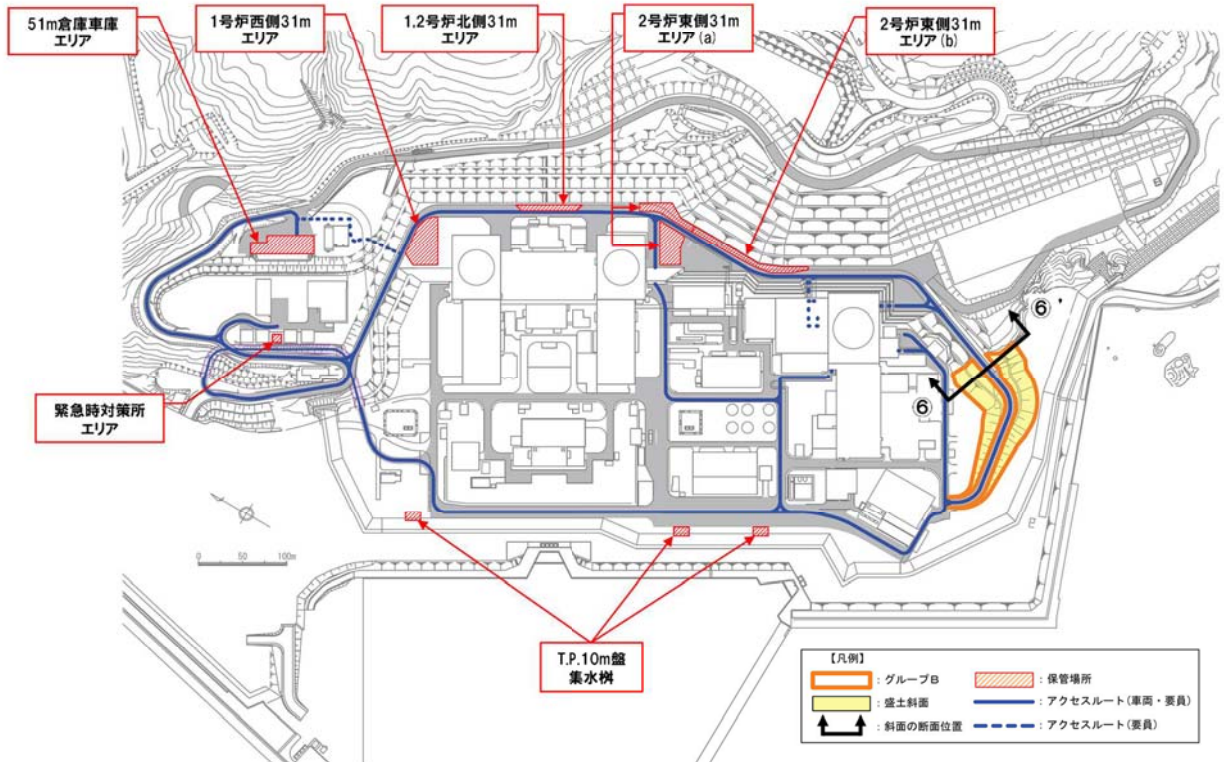 51m倉庫車庫
エリア
1号炉西側31m
エリア
1,2号炉北側31m
エリア
2号炉東側31m
エリア(a)
2号炉東側31m
エリア(b)
⑥
⑥
緊急時対策所
エリア
0 50 100m
T.P.10m盤
集水桝
【凡例】
:グループB
:盛土斜面
:斜面の断面位置
:保管場所
:アクセスルート(車両・要員)
:アクセスルート(要員)